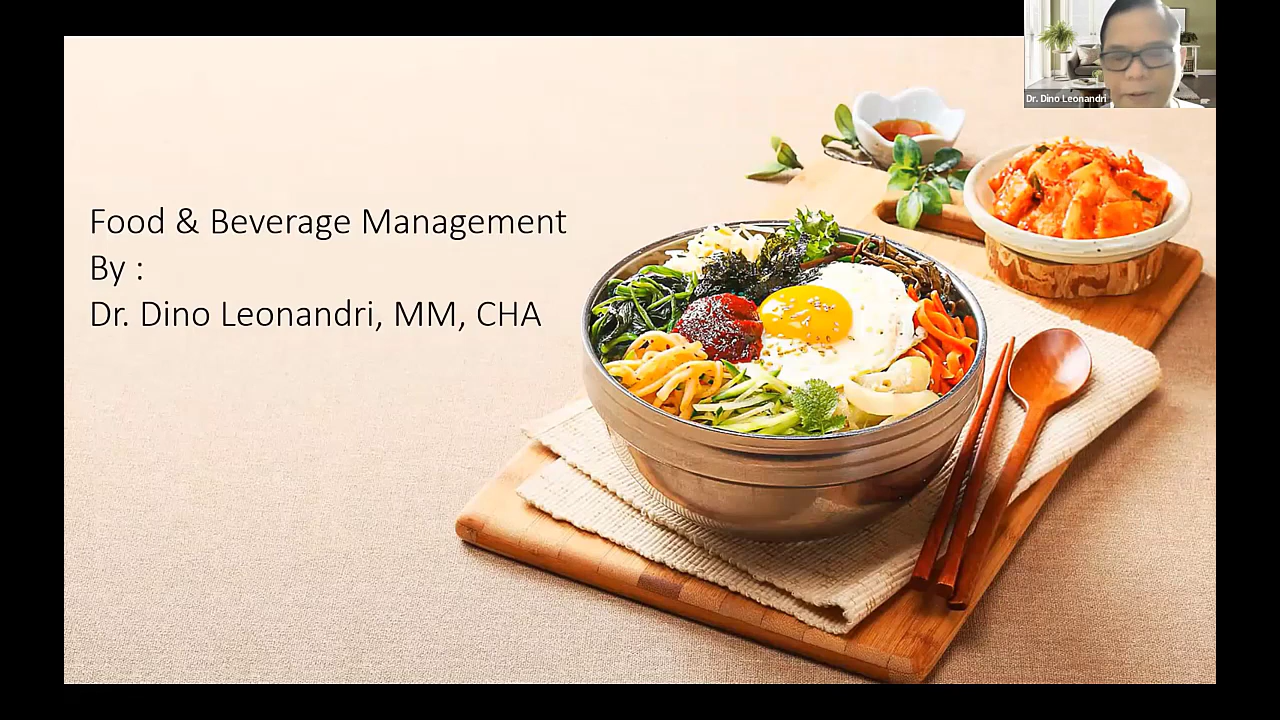 Food & Beverage Management
By :
Dr. Dino Leonandri, MM, CHA
Dr. Dino Leonandri